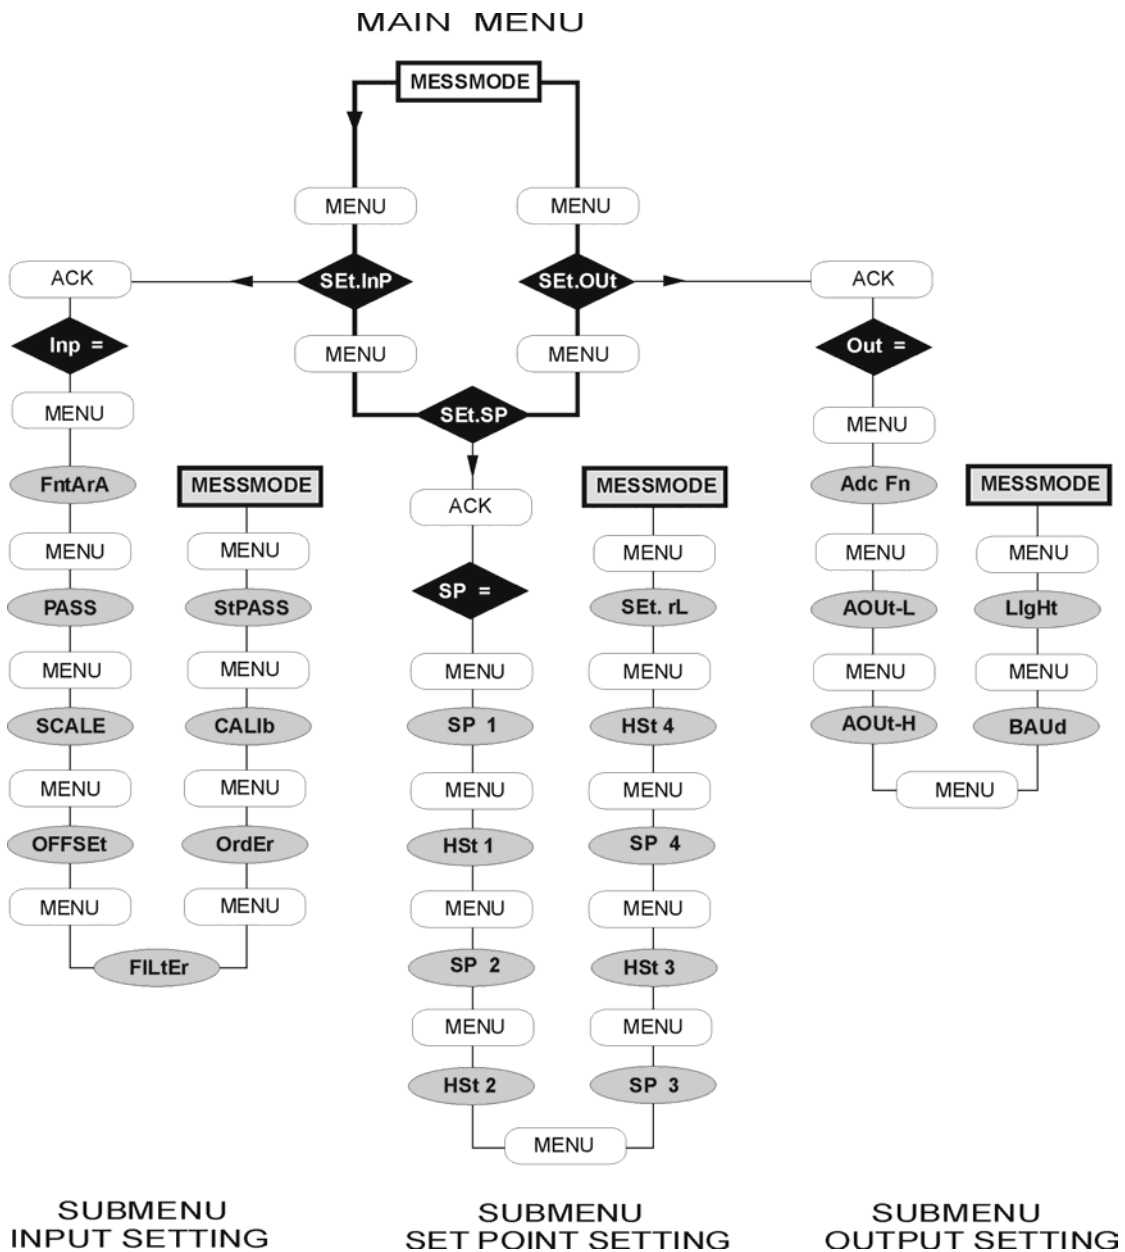 MAIN MENU
MESSMODE
MENU
MENU
ACK
SEt.InP
SEt.OUt
ACK
Inp =
MENU
MENU
Out =
MENU
SEt.SP
MENU
FntArA
MESSMODE
ACK
MESSMODE
Adc Fn
MESSMODE
MENU
MENU
MENU
MENU
MENU
PASS
StPASS
SP =
SEt. rL
AOUt-L
LIgHt
MENU
MENU
MENU
MENU
MENU
MENU
SCALE
CALIb
SP 1
HSt 4
AOUt-H
BAUd
MENU
MENU
MENU
MENU
MENU
OFFSEt
OrdEr
HSt 1
SP 4
MENU
MENU
MENU
MENU
FILtEr
SP 2
HSt 3
MENU
MENU
HSt 2
SP 3
MENU
SUBMENU
INPUT SETTING
SUBMENU
SET POINT SETTING
SUBMENU
OUTPUT SETTING